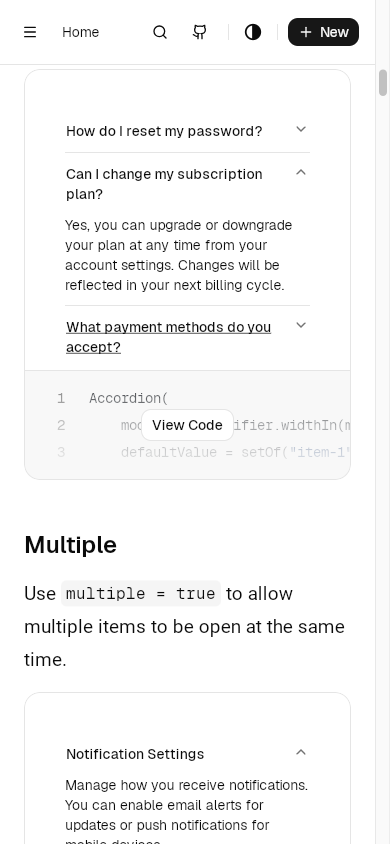 Home
New
How do I reset my password?
Can I change my subscription
plan?
Yes, you can upgrade or downgrade
your plan at any time from your
account settings. Changes will be
reflected in your next billing cycle.
What payment methods do you
accept?
1 Accordion(
2 mod
View Code
ifier.widthIn(m
3 defaultValue = setOf("item-1"
Multiple
Use multiple = true to allow
multiple items to be open at the same
time.
Notification Settings
Manage how you receive notifications.
You can enable email alerts for
updates or push notifications for
mobile devices.